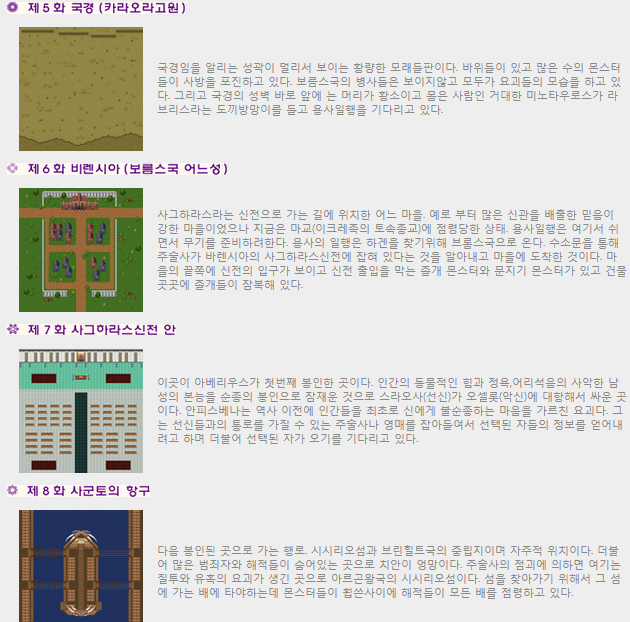 제 5 화 국경 (카라오라고원)
국경임을 알리는 성곽이 멀리서 보이는 황량한 모래들판이다. 바위들이 있고 많은 수의 몬스터
들이 사방을 포진하고 있다. 보름스국의 병사들은 보이지않고 모두가 요괴들의 모습을 하고 있
다. 그리고 국경의 성벽 바로 앞에 는 머리가 황소이고 몸은 사람인 거대한 미노타우로스가 라
브리스라는 도끼방망이를 들고 용사일행을 기다리고 있다.
제 6 화 비렌시아 (보름스국 어느성)
사그하라스라는 신전으로 가는 길에 위치한 어느 마을. 예로 부터 많은 신관을 배출한 믿음이
강한 마을이었으나 지금은 마교(이크레족의 토속종교)에 점령당한 상태. 용사일행은 여기서 쉬
면서 무기를 준비하려한다. 용사의 일행은 하겐을 찾기위해 브롬스국으로 온다. 수소문을 통해
주술사가 바렌시아의 사그하라스신전에 잡혀 있다는 것을 알아내고 마을에 도착한 것이다. 마
을의 끝쪽에 신전의 입구가 보이고 신전 출입을 막는 졸개 몬스터와 문지기 몬스터가 있고 건물
곳곳에 졸개들이 잠복해 있다.
제 7 화 사그하라스신전 안
이곳이 아베리우스가 첫번째 봉인한 곳이다. 인간의 동물적인 힘과 정욕,어리석음의 사악한 남
성의 본능을 순종의 봉인으로 잠재운 것으로 스라오사(선신)가 오셀롯(악신)에 대항해서 싸운 곳
이다. 안피스베나는 역사 이전에 인간들을 최초로 신에게 불순종하는 마음을 가르친 요괴다. 그
는 선신들과의 통로를 가질 수 있는 주술사나 영매를 잡아들여서 선택된 자들의 정보를 얻어내
려고 하며 더불어 선택된 자가 오기를 기다리고 있다.
제 8 화 사군토의 항구
다음 봉인된 곳으로 가는 행로. 시시리오섬과 브린힐트국의 중립지이며 자주적 위치이다. 더불
어 많은 범죄자와 해적들이 숨어있는 곳으로 치안이 엉망이다. 주술사의 점괘에 의하면 여기는
질투와 유혹의 요괴가 생긴 곳으로 아르곤왕국의 시시리오섬이다. 섬을 찾아가기 위해서 그 섬
에 가는 배에 타야하는데 몬스터들이 휩쓴사이에 해적들이 모든 배를 점령하고 있다.